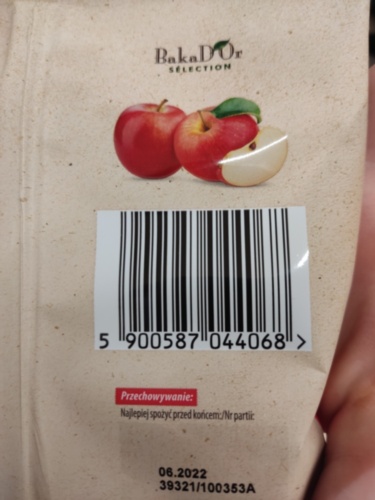 BakaD'Or
SÉLECTION
5 900587 044068 >
Przechowywanie:
Najlepiej spożyć przed końcem:/Nr partii:
06.2022
39321/100353A